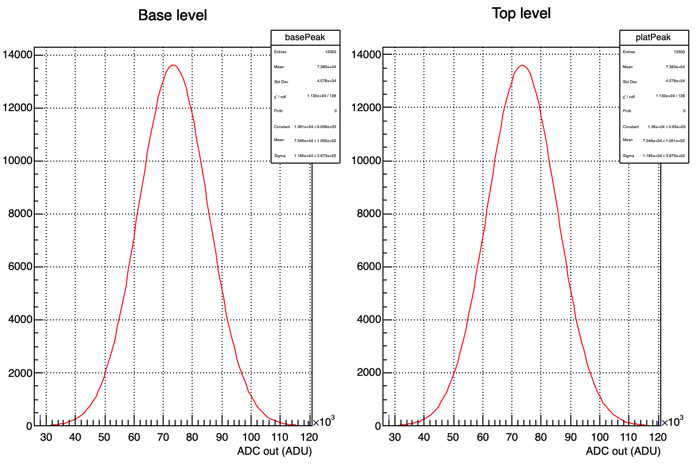 Base level
basePeak
Entries
Mean
Std Dev
χ² / ndf
Prob 0
Constant
Mean
Sigma
14000
12000
10000
8000
6000
4000
2000
0
30 40 50 60 70 80 90 100 110 120
×10³
ADC out (ADU)
Top level
platPeak
Entries
Mean
Std Dev
χ² / ndf
Prob 0
Constant
Mean
Sigma
14000
12000
10000
8000
6000
4000
2000
0
30 40 50 60 70 80 90 100 110 120
×10³
ADC out (ADU)